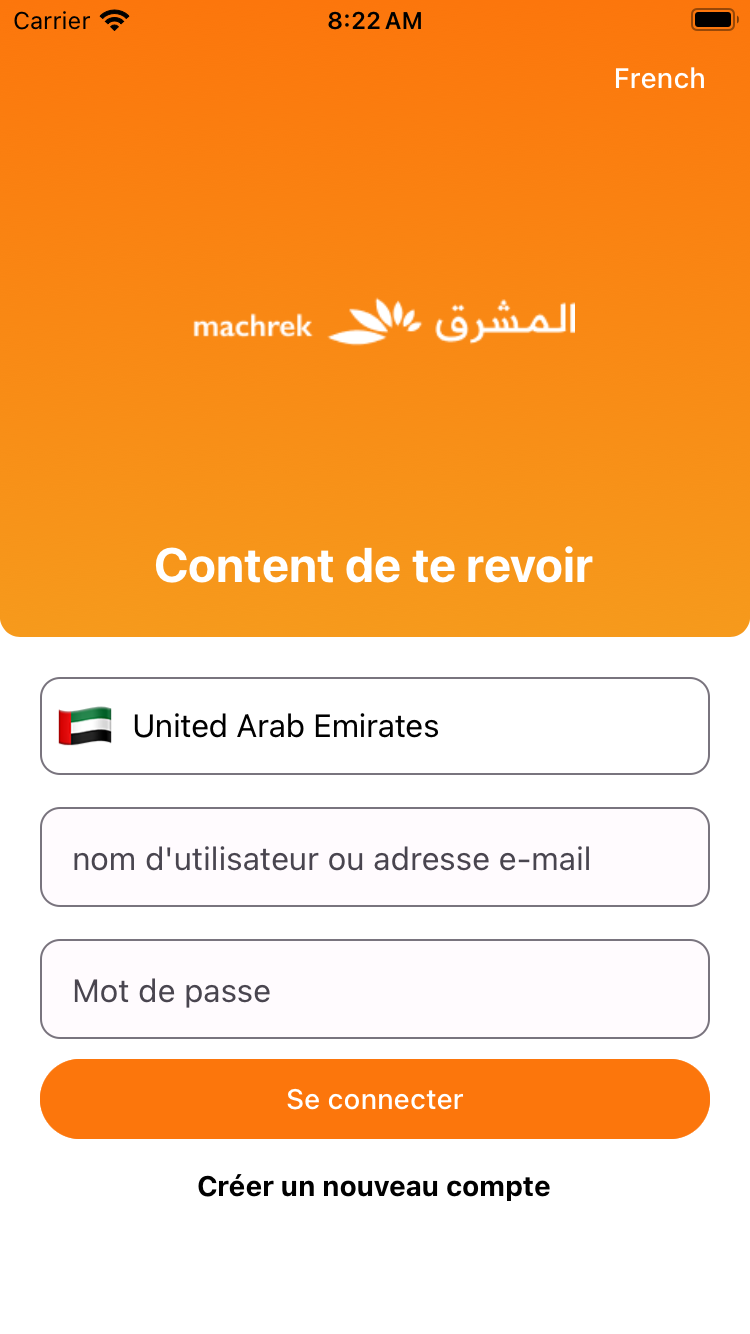 Carrier 8:22 AM
French
machrek المشرق
Content de te revoir
United Arab Emirates
nom d'utilisateur ou adresse e-mail
Mot de passe
Se connecter
Créer un nouveau compte